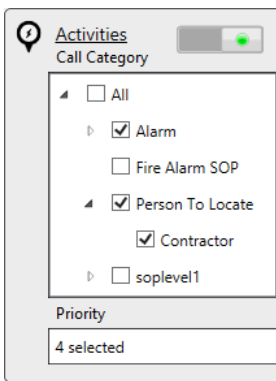 Activities
Call Category
All
Alarm
Fire Alarm SOP
Person To Locate
Contractor
soplevel1
Priority
4 selected